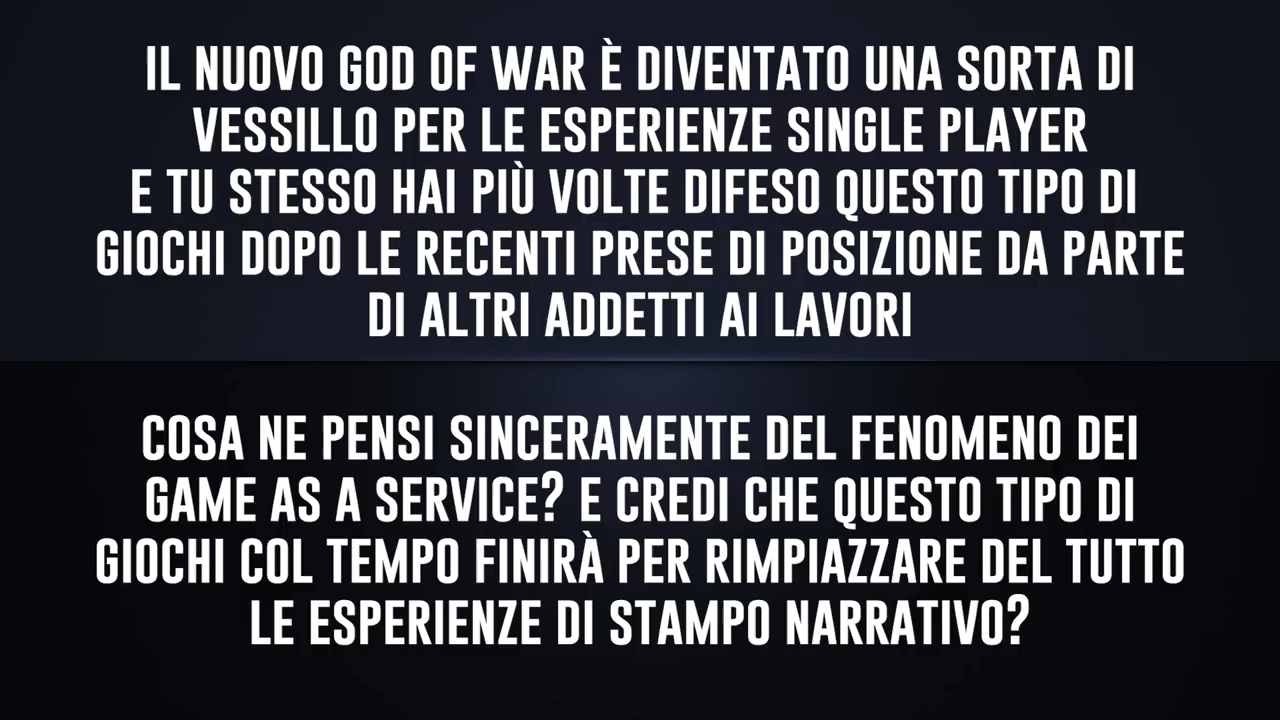 IL NUOVO GOD OF WAR È DIVENTATO UNA SORTA DI
VESSILLO PER LE ESPERIENZE SINGLE PLAYER
E TU STESSO HAI PIÙ VOLTE DIFESO QUESTO TIPO DI
GIOCHI DOPO LE RECENTI PRESE DI POSIZIONE DA PARTE
DI ALTRI ADDETTI AI LAVORI
COSA NE PENSI SINCERAMENTE DEL FENOMENO DEI
GAME AS A SERVICE? E CREDI CHE QUESTO TIPO DI
GIOCHI COL TEMPO FINIRÀ PER RIMPIAZZARE DEL TUTTO
LE ESPERIENZE DI STAMPO NARRATIVO?